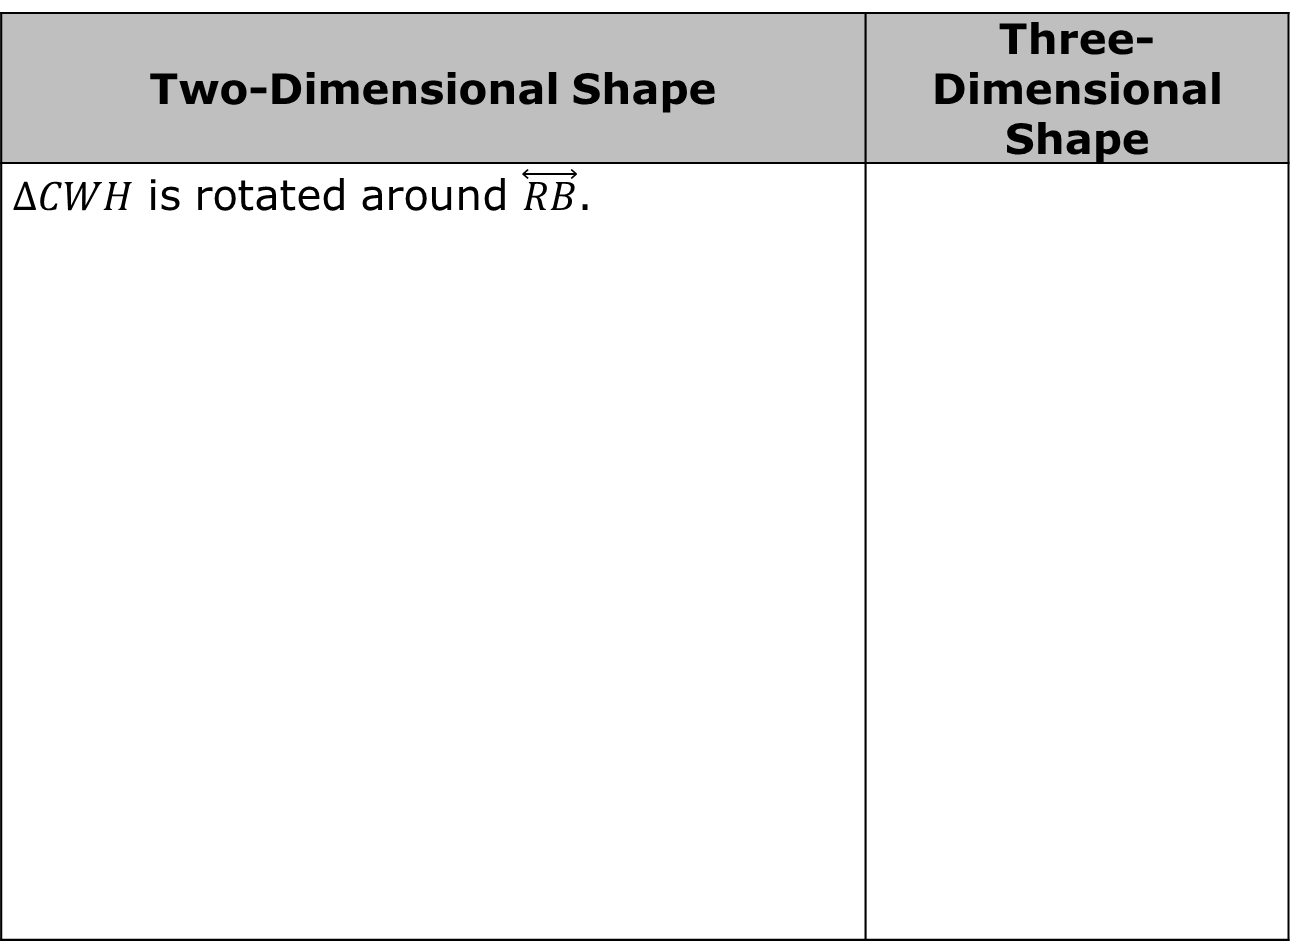 Two-Dimensional Shape
Three-
Dimensional
Shape
Δ𝐶𝑊𝐻 is rotated around 𝑅𝐵⃡.